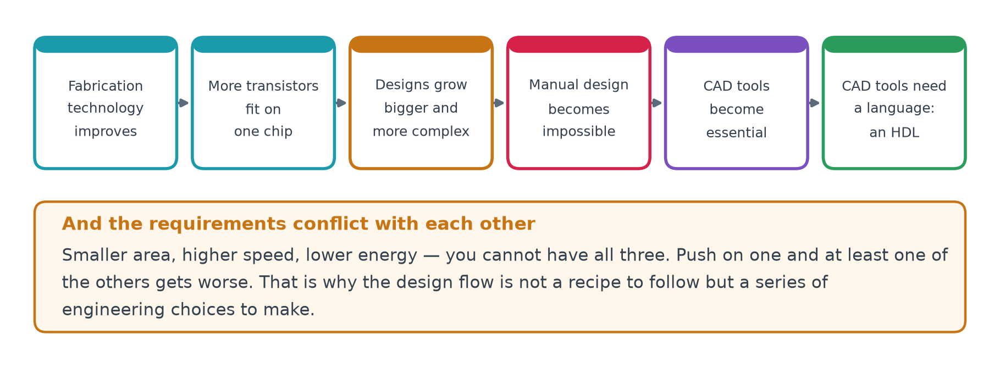 Fabrication
technology
improves
More transistors
fit on
one chip
Designs grow
bigger and
more complex
Manual design
becomes
impossible
CAD tools
become
essential
CAD tools need
a language:
an HDL
And the requirements conflict with each other
Smaller area, higher speed, lower energy — you cannot have all three. Push on one and at least one of
the others gets worse. That is why the design flow is not a recipe to follow but a series of
engineering choices to make.